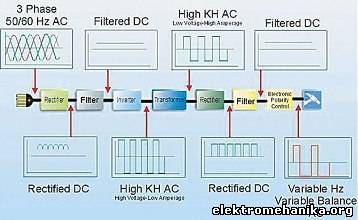 3 Phase
50/60 Hz AC
Filtered DC
High KH AC
Low Voltage-High Amperage
Filtered DC
Rectifier
Filter
Inverter
Transformer
Rectifier
Filter
Electronic
Polarity
Control
Rectified DC
High KH AC
High Voltage-Low Amperage
Rectified DC
Variable Hz
Variable Balance
elektromehanika.org